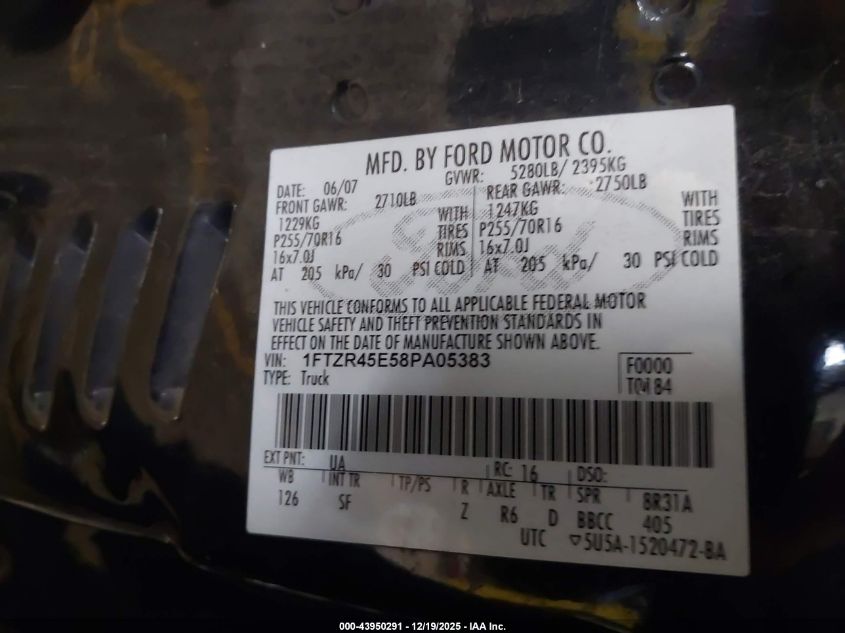 MFD. BY FORD MOTOR CO.
DATE: 06/07 GVWR: 5280LB/ 2395KG
FRONT GAWR: 2710LB REAR GAWR: 2750LB
1229KG WITH 1247KG WITH
P255/70R16 TIRES P255/70R16 TIRES
16x7.0J RIMS 16x7.0J RIMS
AT 205 kPa/ 30 PSI COLD AT 205 kPa/ 30 PSI COLD
THIS VEHICLE CONFORMS TO ALL APPLICABLE FEDERAL MOTOR
VEHICLE SAFETY AND THEFT PREVENTION STANDARDS IN
EFFECT ON THE DATE OF MANUFACTURE SHOWN ABOVE.
VIN: 1FTZR45E58PA05383 F0000
TYPE: Truck T0184
EXT PNT: UA RC: 16 DSO:
WB INT TR TP/PS R AXLE TR SPR 8R31A
126 SF Z R6 D BBCC 405
UTC ▽5U5A-1520472-BA
Ford
000-43950291 - 12/19/2025 - IAA Inc.